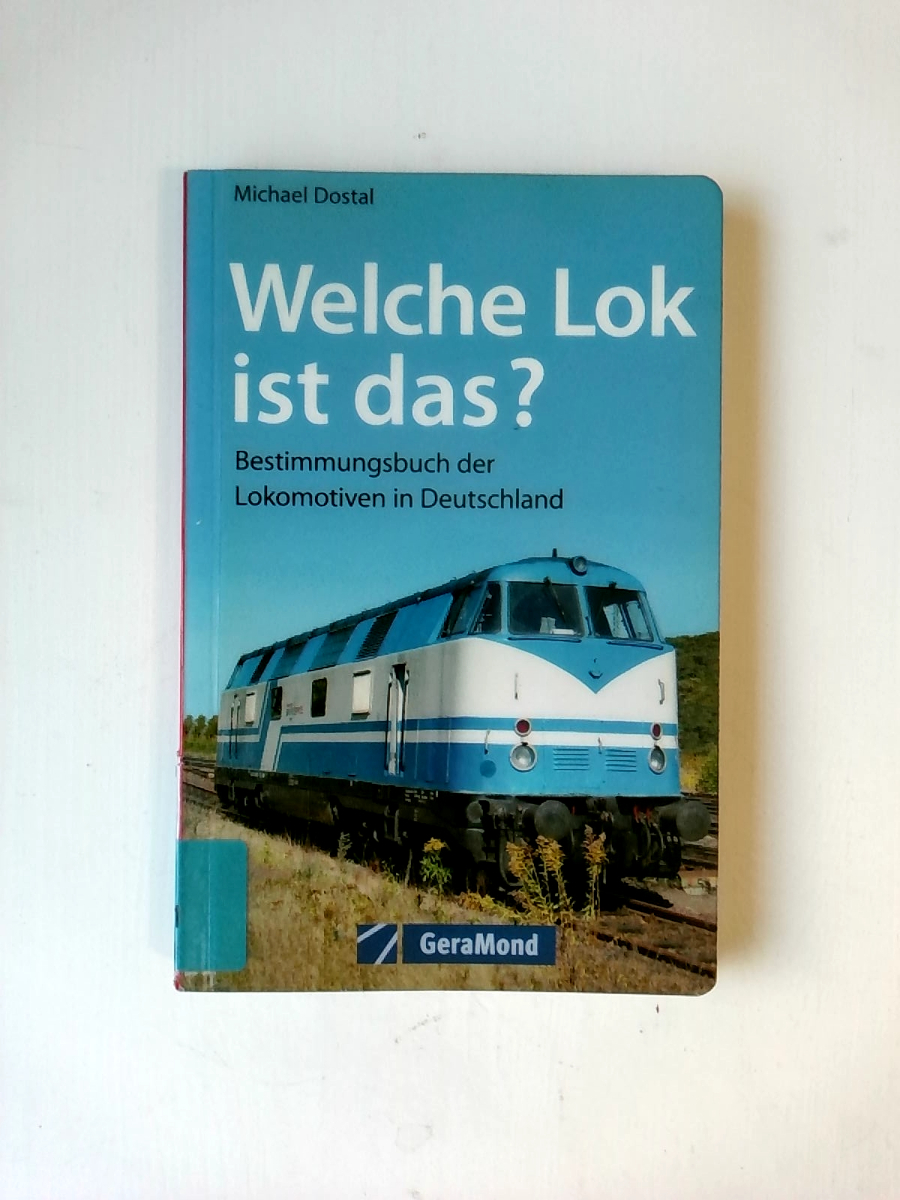 Michael Dostal
Welche Lok
ist das?
Bestimmungsbuch der
Lokomotiven in Deutschland
GeraMond